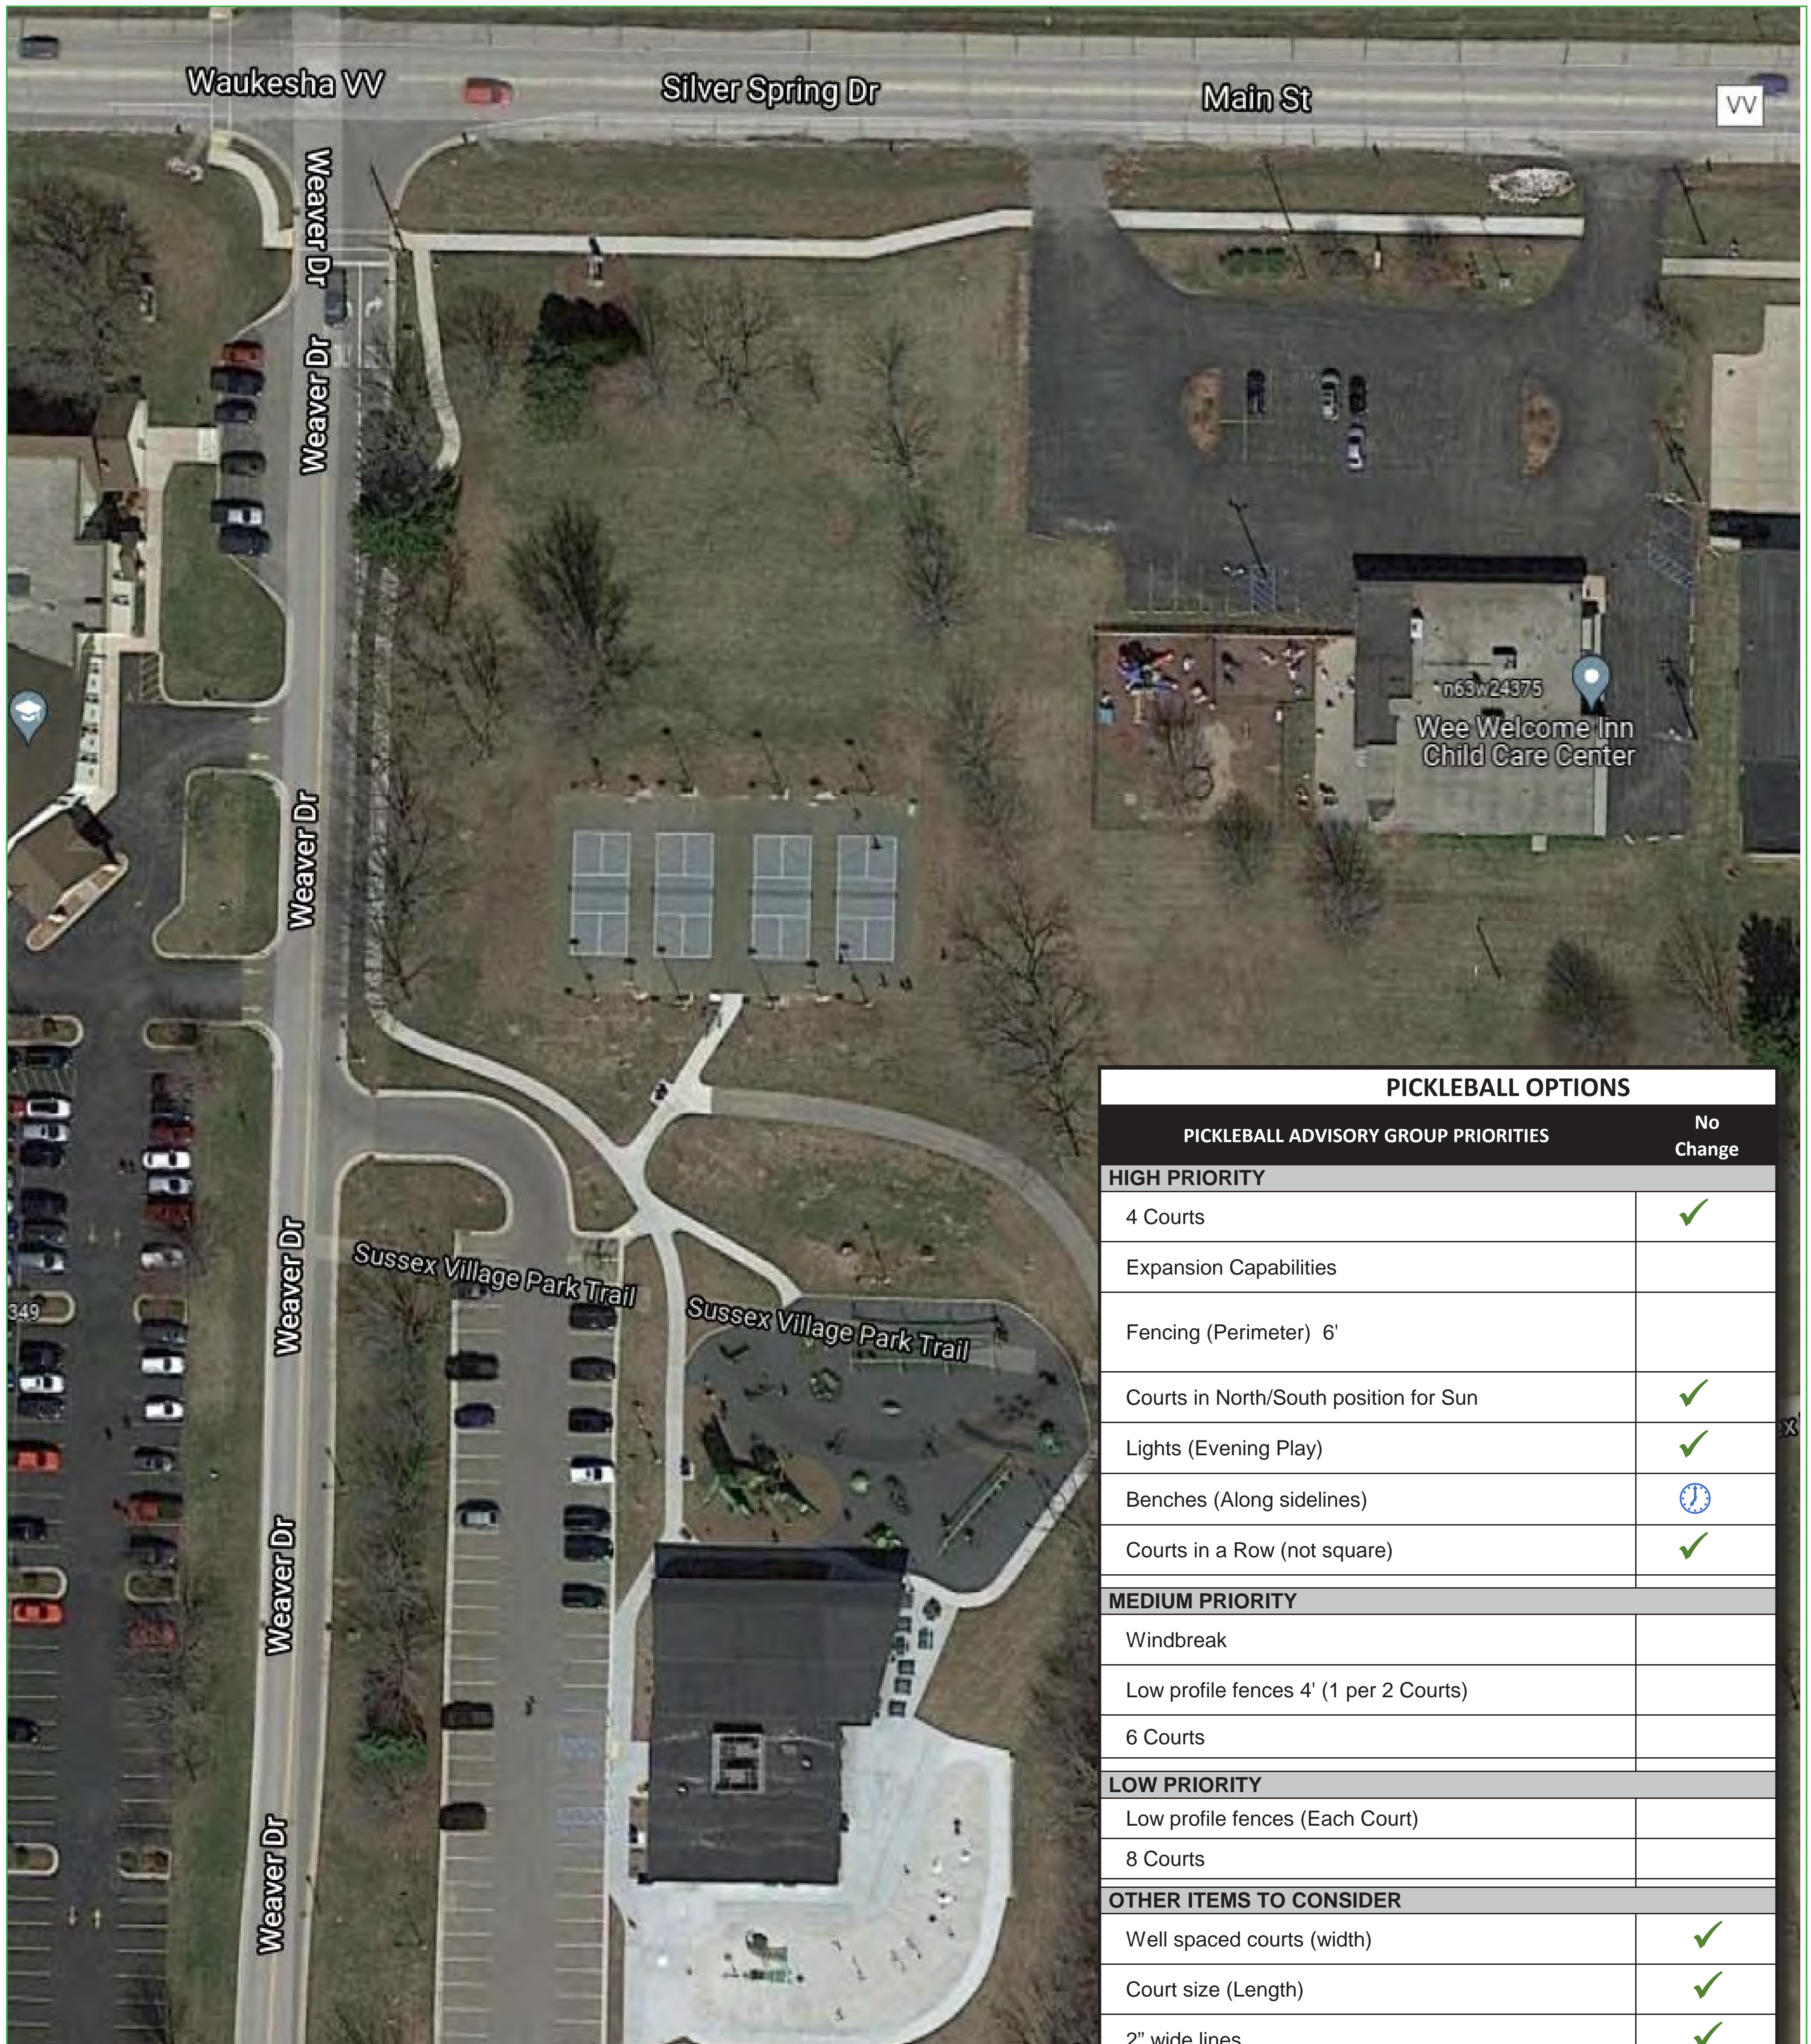 Waukesha VV
Silver Spring Dr
Main St
VV
Weaver Dr
Weaver Dr
n63w24375
Wee Welcome Inn
Child Care Center
Weaver Dr
Weaver Dr
Sussex Village Park Trail
Sussex Village Park Trail
349
Weaver Dr
Weaver Dr
PICKLEBALL OPTIONS
PICKLEBALL ADVISORY GROUP PRIORITIES
No
Change
HIGH PRIORITY
4 Courts
Expansion Capabilities
Fencing (Perimeter) 6'
Courts in North/South position for Sun
Lights (Evening Play)
Benches (Along sidelines)
Courts in a Row (not square)
MEDIUM PRIORITY
Windbreak
Low profile fences 4' (1 per 2 Courts)
6 Courts
LOW PRIORITY
Low profile fences (Each Court)
8 Courts
OTHER ITEMS TO CONSIDER
Well spaced courts (width)
Court size (Length)
2” wide lines